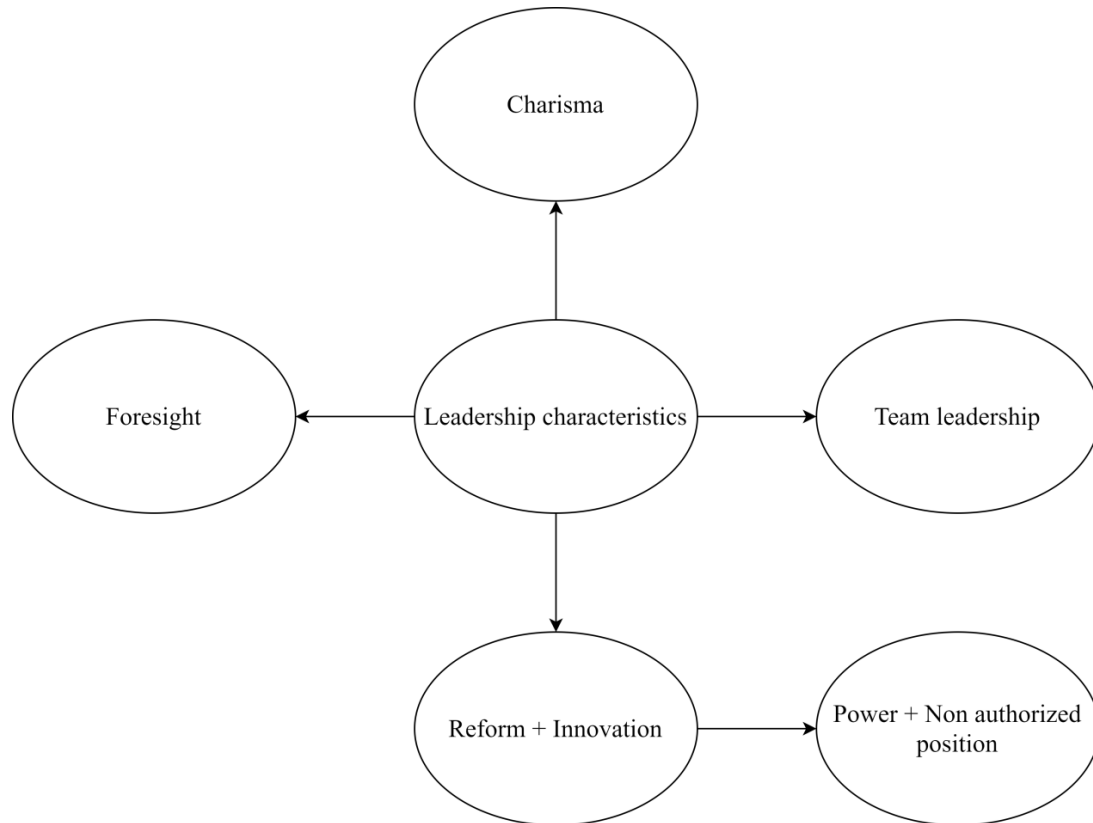 Charisma
Foresight
Leadership characteristics
Team leadership
Reform + Innovation
Power + Non authorized
position